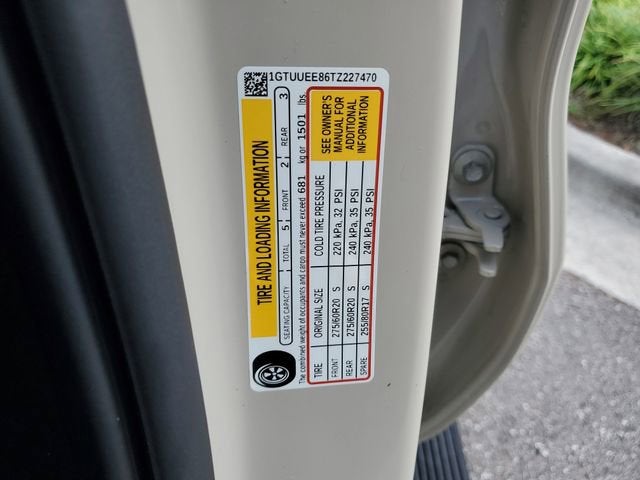 1GTUUEE86TZ227470
TIRE AND LOADING INFORMATION
SEATING CAPACITY TOTAL 5 FRONT 2 REAR 3
The combined weight of occupants and cargo must never exceed 681 kg or 1501 lbs.
TIRE ORIGINAL SIZE COLD TIRE PRESSURE
FRONT 275/60R20 S 220 kPa, 32 PSI
REAR 275/60R20 S 240 kPa, 35 PSI
SPARE 255/80R17 S 240 kPa, 35 PSI
SEE OWNER'S
MANUAL FOR
ADDITIONAL
INFORMATION